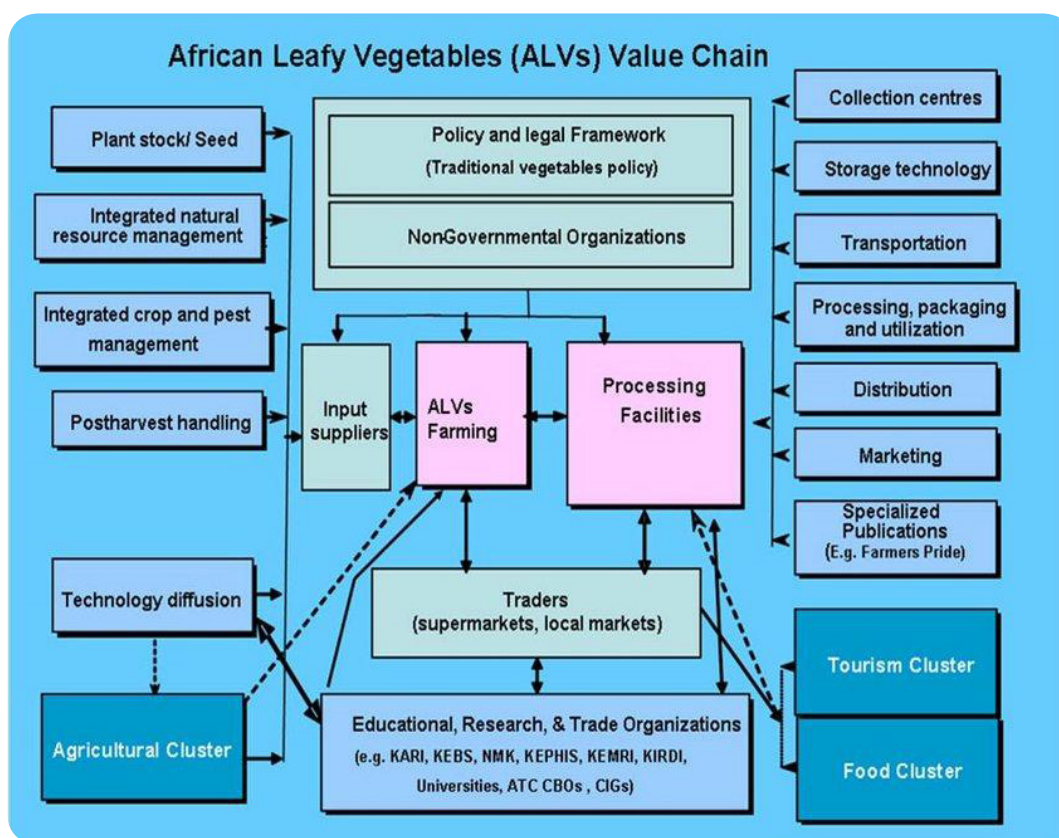 African Leafy Vegetables (ALVs) Value Chain
Plant stock/ Seed
Integrated natural
resource management
Integrated crop and pest
management
Postharvest handling
Technology diffusion
Agricultural Cluster
Policy and legal Framework
(Traditional vegetables policy)
Non-Governmental Organizations
Input
suppliers
ALVs
Farming
Processing
Facilities
Traders
(supermarkets, local markets)
Educational, Research, & Trade Organizations
(e.g. KARI, KEBS, NMK, KEPHIS, KEMRI, KIRDI,
Universities, ATC CBOs , CIGs)
Collection centres
Storage technology
Transportation
Processing, packaging
and utilization
Distribution
Marketing
Specialized
Publications
(E.g. Farmers Pride)
Tourism Cluster
Food Cluster